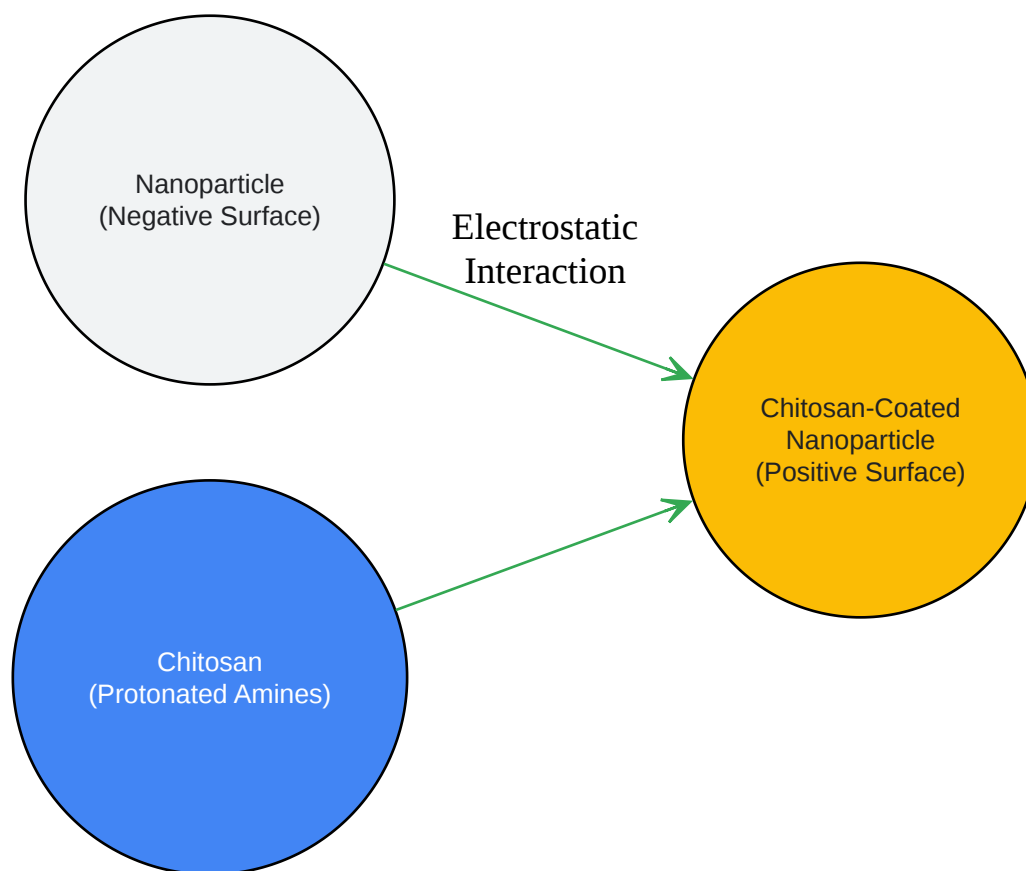 Nanoparticle
(Negative Surface)
Electrostatic
Interaction
Chitosan-Coated
Nanoparticle
(Positive Surface)
Chitosan
(Protonated Amines)